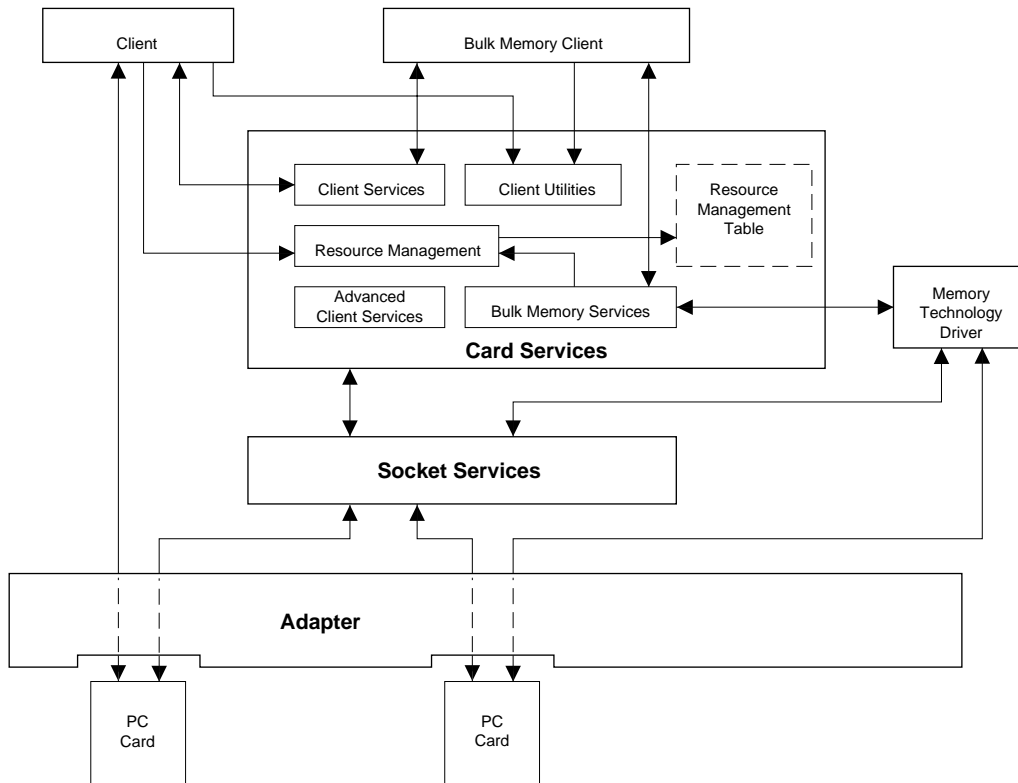 Client
Bulk Memory Client
Client Services
Client Utilities
Resource
Management
Table
Resource Management
Advanced
Client Services
Bulk Memory Services
Memory
Technology
Driver
Card Services
Socket Services
Adapter
PC
Card
PC
Card